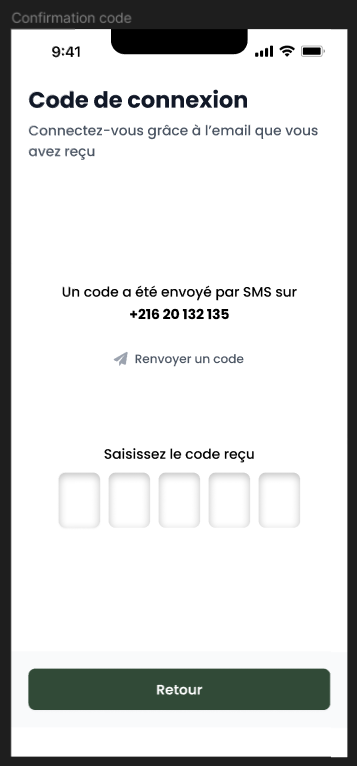 Confirmation code
9:41
Code de connexion
Connectez-vous grâce à l’email que vous
avez reçu
Un code a été envoyé par SMS sur
+216 20 132 135
Renvoyer un code
Saisissez le code reçu
Retour